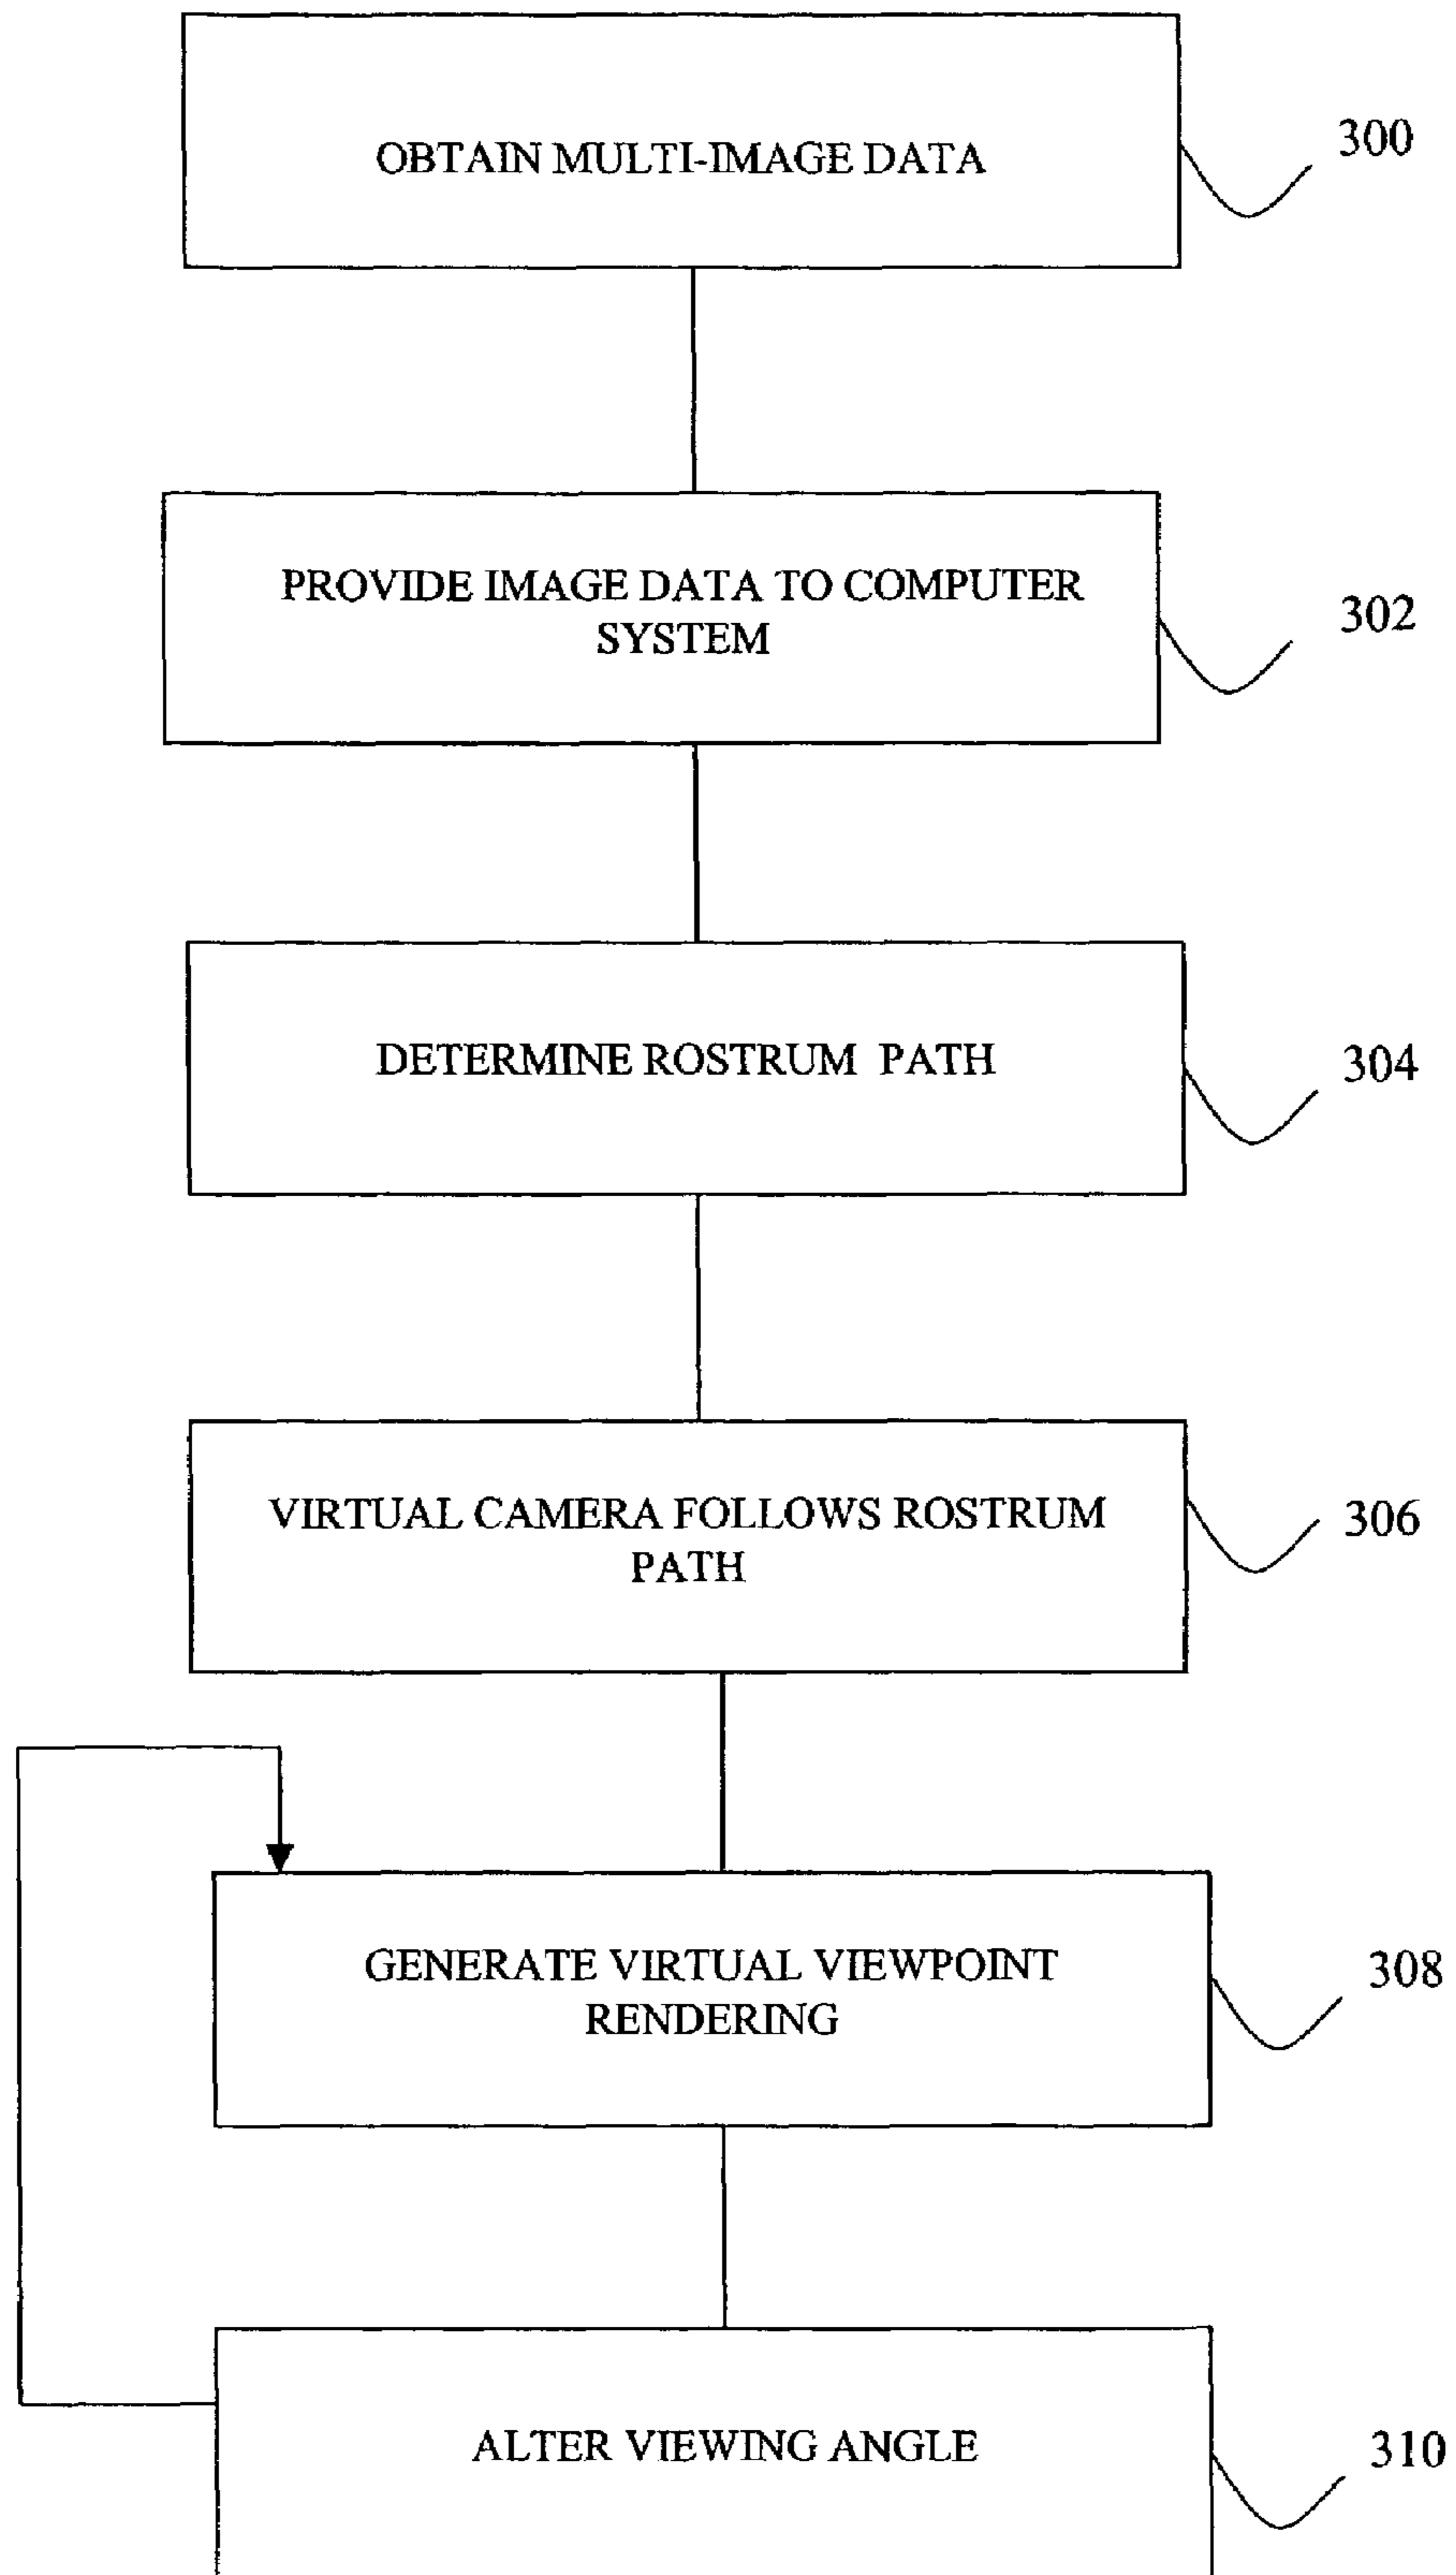 OBTAIN MULTI-IMAGE DATA
300
PROVIDE IMAGE DATA TO COMPUTER
SYSTEM
302
DETERMINE ROSTRUM PATH
304
VIRTUAL CAMERA FOLLOWS ROSTRUM
PATH
306
GENERATE VIRTUAL VIEWPOINT
RENDERING
308
ALTER VIEWING ANGLE
310